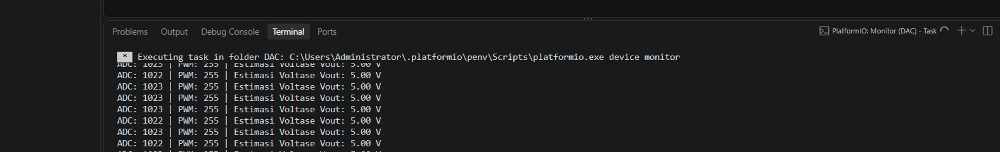 Problems Output Debug Console Terminal Ports PlatformIO: Monitor (DAC) - Task
* Executing task in folder DAC: C:\Users\Administrator\.platformio\penv\Scripts\platformio.exe device monitor
ADC: 1023 | PWM: 255 | Estimasi Voltase Vout: 5.00 V
ADC: 1022 | PWM: 255 | Estimasi Voltase Vout: 5.00 V
ADC: 1023 | PWM: 255 | Estimasi Voltase Vout: 5.00 V
ADC: 1023 | PWM: 255 | Estimasi Voltase Vout: 5.00 V
ADC: 1023 | PWM: 255 | Estimasi Voltase Vout: 5.00 V
ADC: 1022 | PWM: 255 | Estimasi Voltase Vout: 5.00 V
ADC: 1023 | PWM: 255 | Estimasi Voltase Vout: 5.00 V
ADC: 1022 | PWM: 255 | Estimasi Voltase Vout: 5.00 V